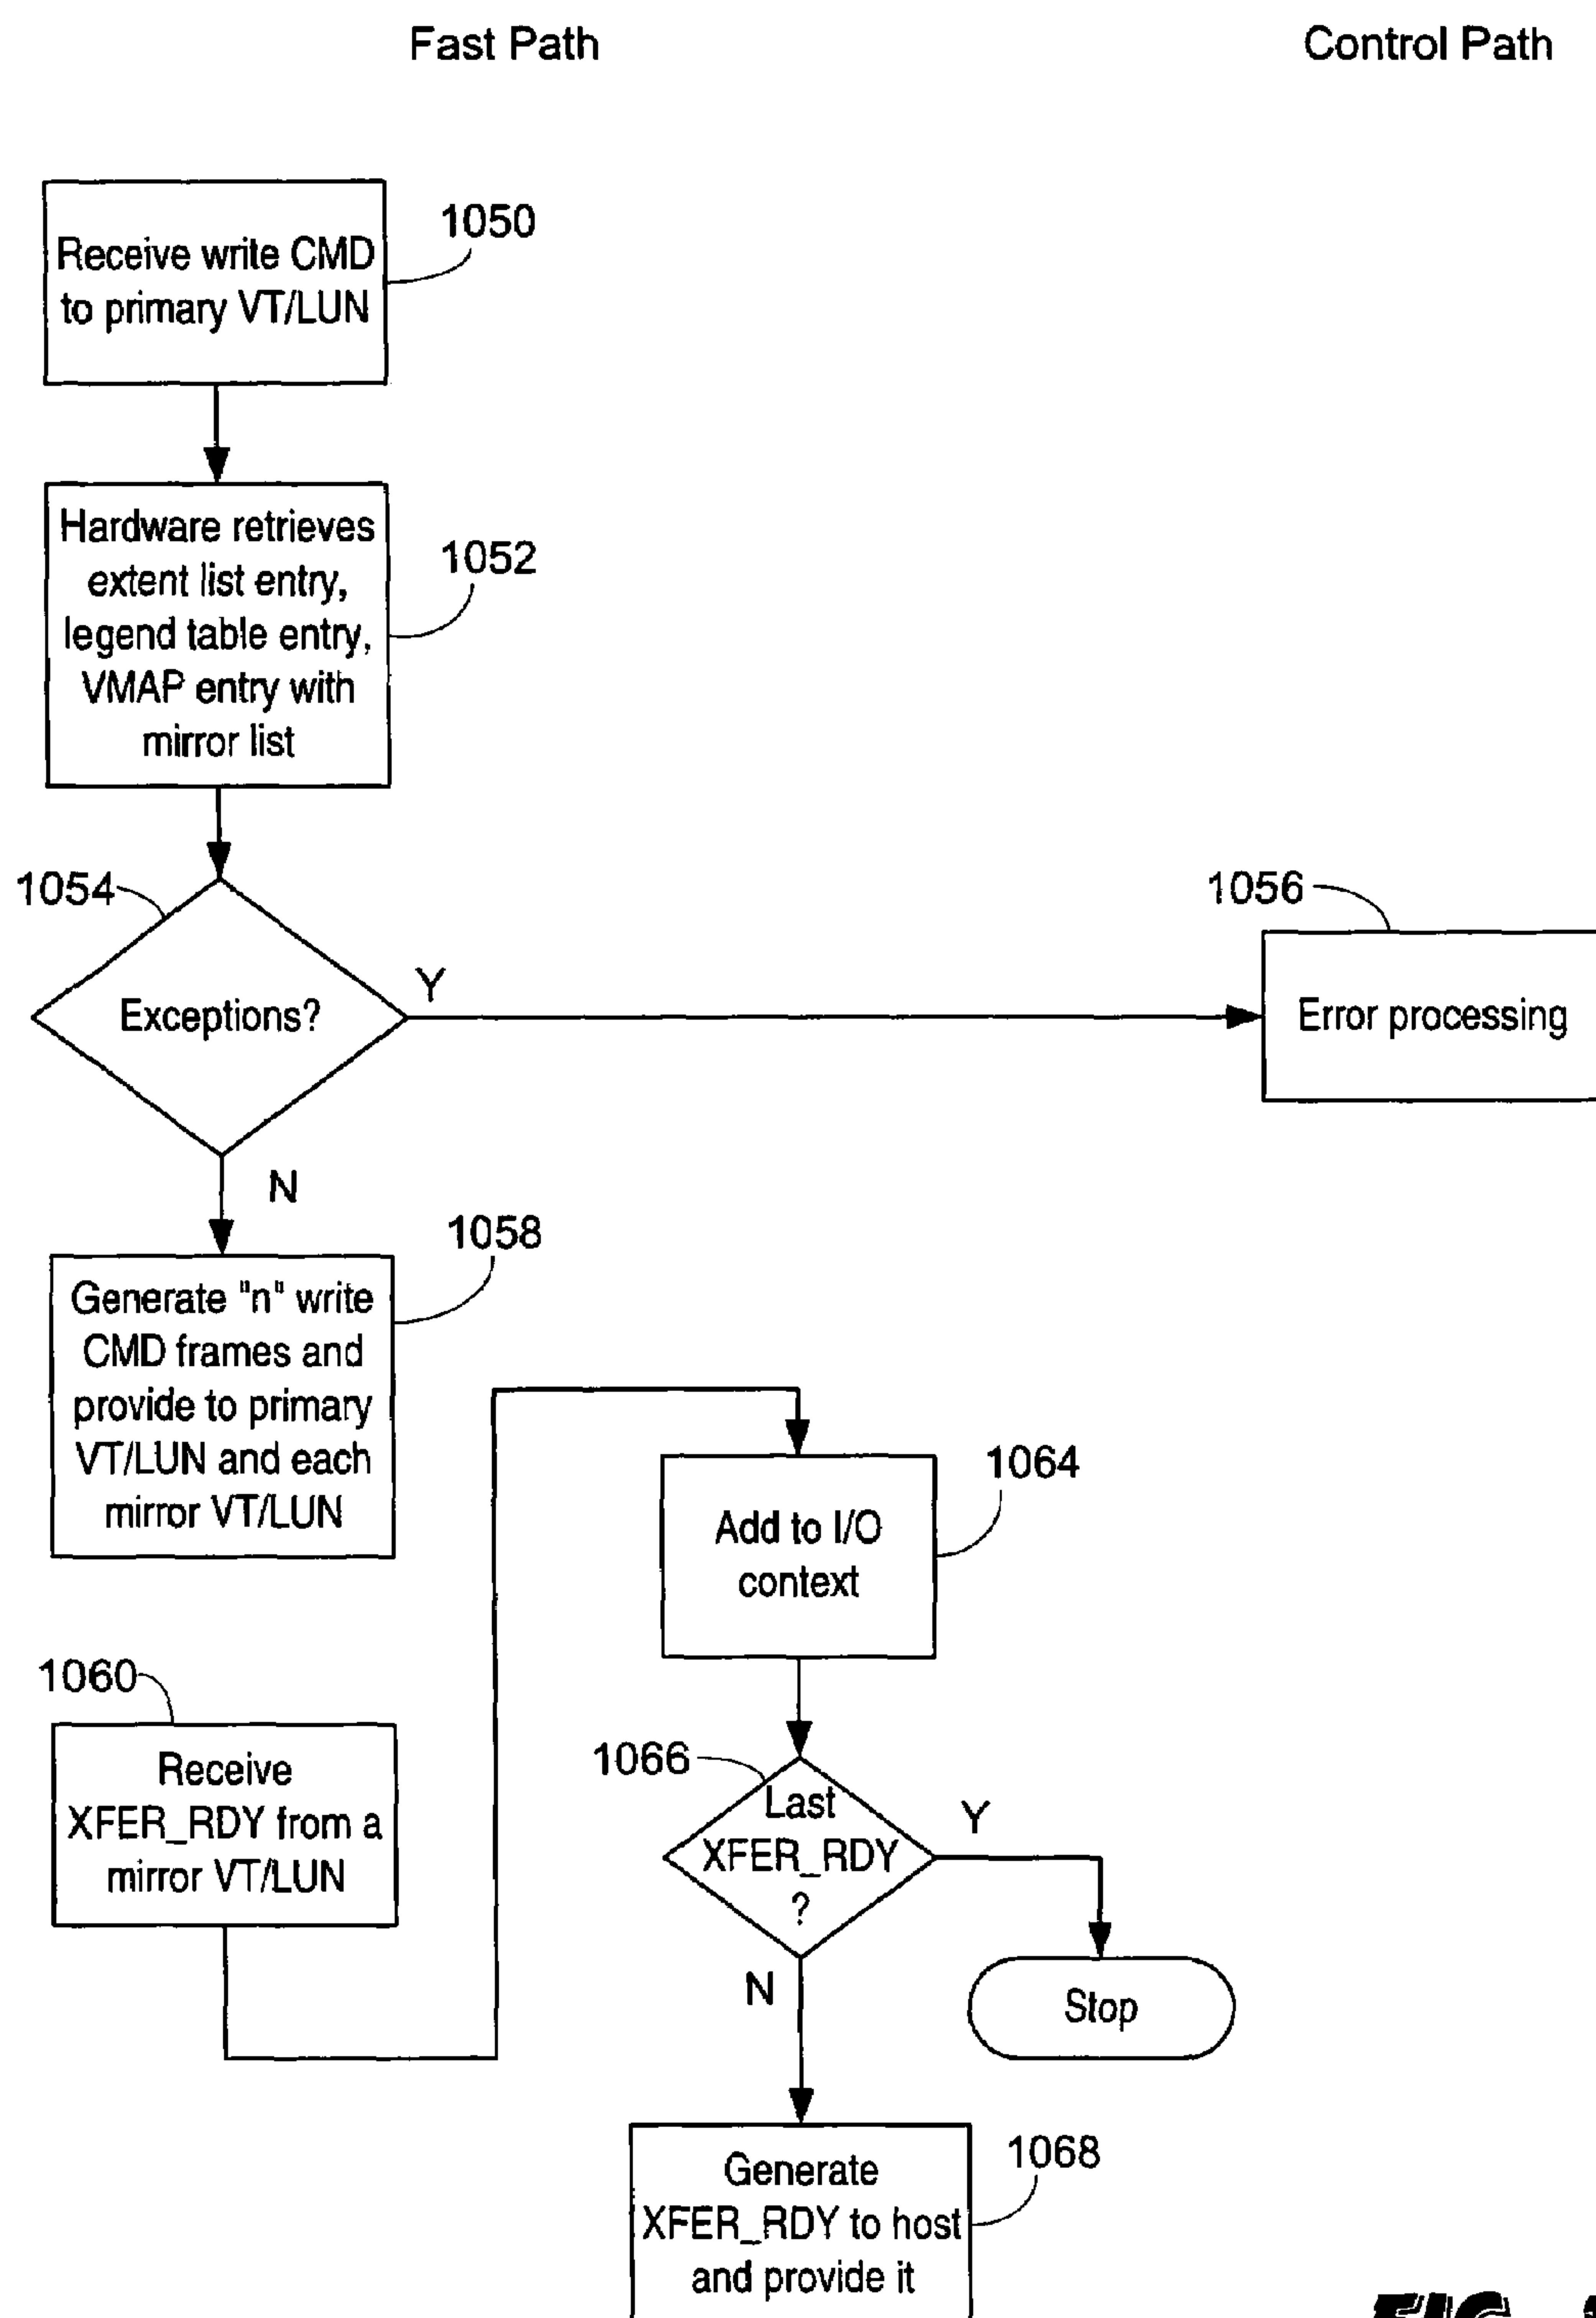 Fast Path
Control Path
Receive write CMD
to primary VT/LUN
1050
Hardware retrieves
extent list entry,
legend table entry,
VMAP entry with
mirror list
1052
1054
Exceptions?
Y
N
1056
Error processing
1058
Generate "n" write
CMD frames and
provide to primary
VT/LUN and each
mirror VT/LUN
1060
Receive
XFER_RDY from a
mirror VT/LUN
1064
Add to I/O
context
1066
Last
XFER_RDY
?
Y
N
Stop
1068
Generate
XFER_RDY to host
and provide it
FIG.